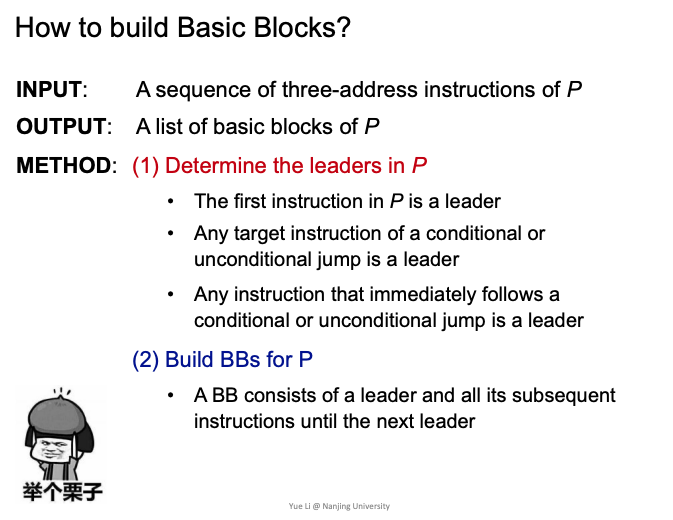 How to build Basic Blocks?
INPUT: A sequence of three-address instructions of P
OUTPUT: A list of basic blocks of P
METHOD: (1) Determine the leaders in P
• The first instruction in P is a leader
• Any target instruction of a conditional or
unconditional jump is a leader
• Any instruction that immediately follows a
conditional or unconditional jump is a leader
(2) Build BBs for P
• A BB consists of a leader and all its subsequent
instructions until the next leader
举个栗子
Yue Li @ Nanjing University